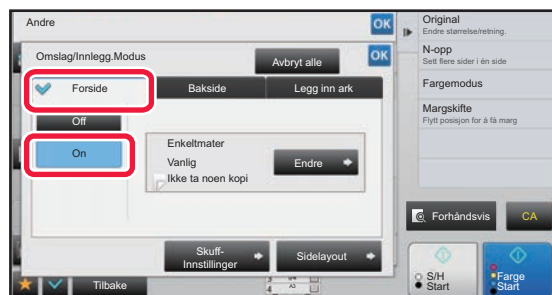 Andre
OK
Omslag/Innlegg.Modus
Avbryt alle
OK
Forside
Bakside
Legg inn ark
Off
On
Enkeltmater
Vanlig
Ikke ta noen kopi
Endre
Skuff-
Innstillinger
Sidelayout
Tilbake
A3
4
Original
Endre størrelse/retning.
N-opp
Sett flere sider i én side
Fargemodus
Margskifte
Flytt posisjon for å få marg
Forhåndsvis
CA
S/H
Start
Farge
Start